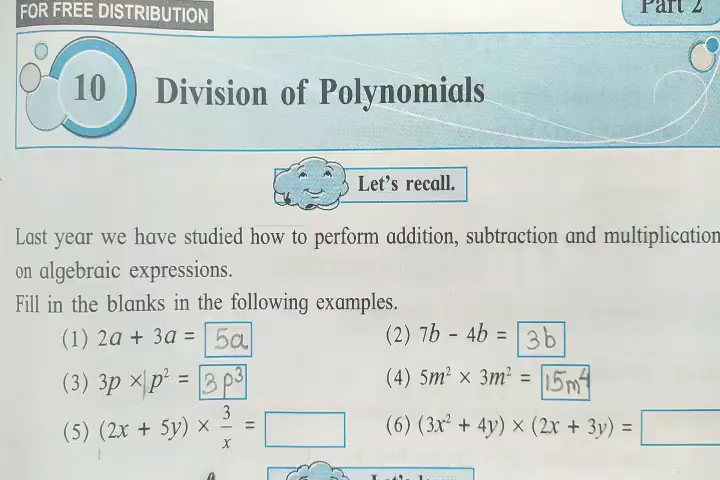 FOR FREE DISTRIBUTION
Part 2
10 Division of Polynomials
Let's recall.
Last year we have studied how to perform addition, subtraction and multiplication
on algebraic expressions.
Fill in the blanks in the following examples.
(1) 2a + 3a = 5a (2) 7b - 4b = 3b
(3) 3p × p² = 3p³ (4) 5m² × 3m² = 15m⁴
(5) (2x + 5y) × 3/x = (6) (3x² + 4y) × (2x + 3y) =